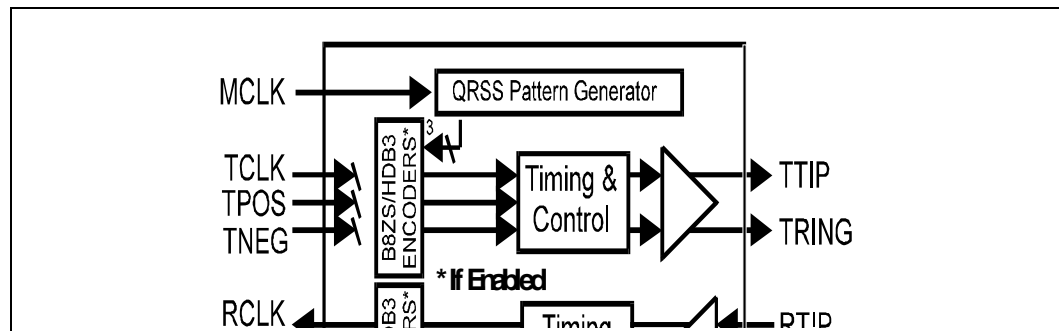 MCLK
QRSS Pattern Generator
3
TCLK
TPOS
TNEG
B8ZS/HDB3
ENCODERS*
Timing &
Control
TTIP
TRING
* If Enabled
RCLK
Timing
RTIP